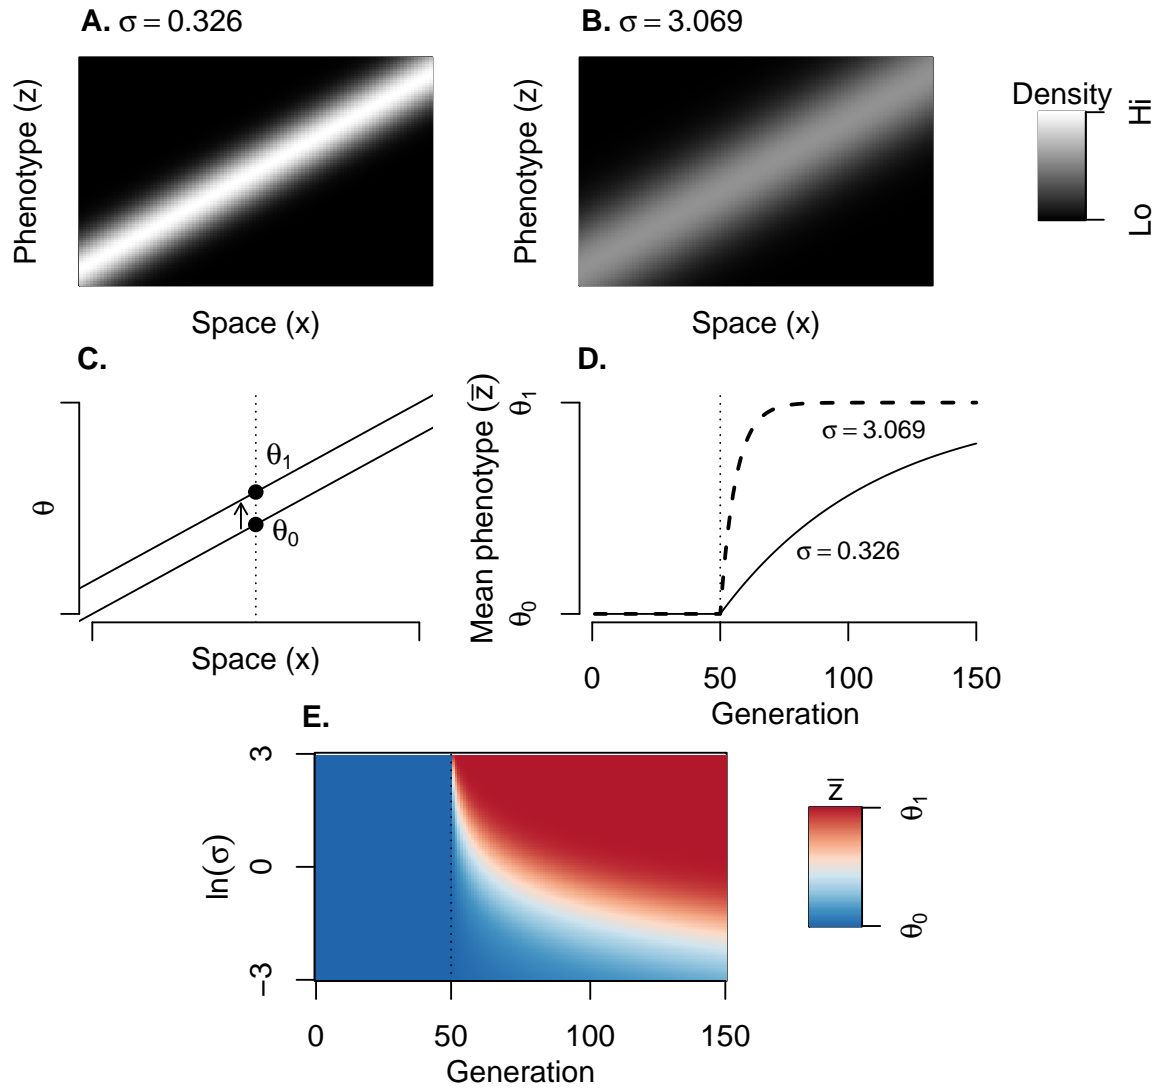 A. σ = 0.326
B. σ = 3.069
Phenotype (z)
Space (x)
Phenotype (z)
Space (x)
Density
Hi
Lo
C.
θ
θ₁
θ₀
Space (x)
D.
Mean phenotype (z̅)
θ₁
θ₀
σ = 3.069
σ = 0.326
0 50 100 150
Generation
E.
ln(σ)
3
0
−3
0 50 100 150
Generation
z̅
θ₁
θ₀